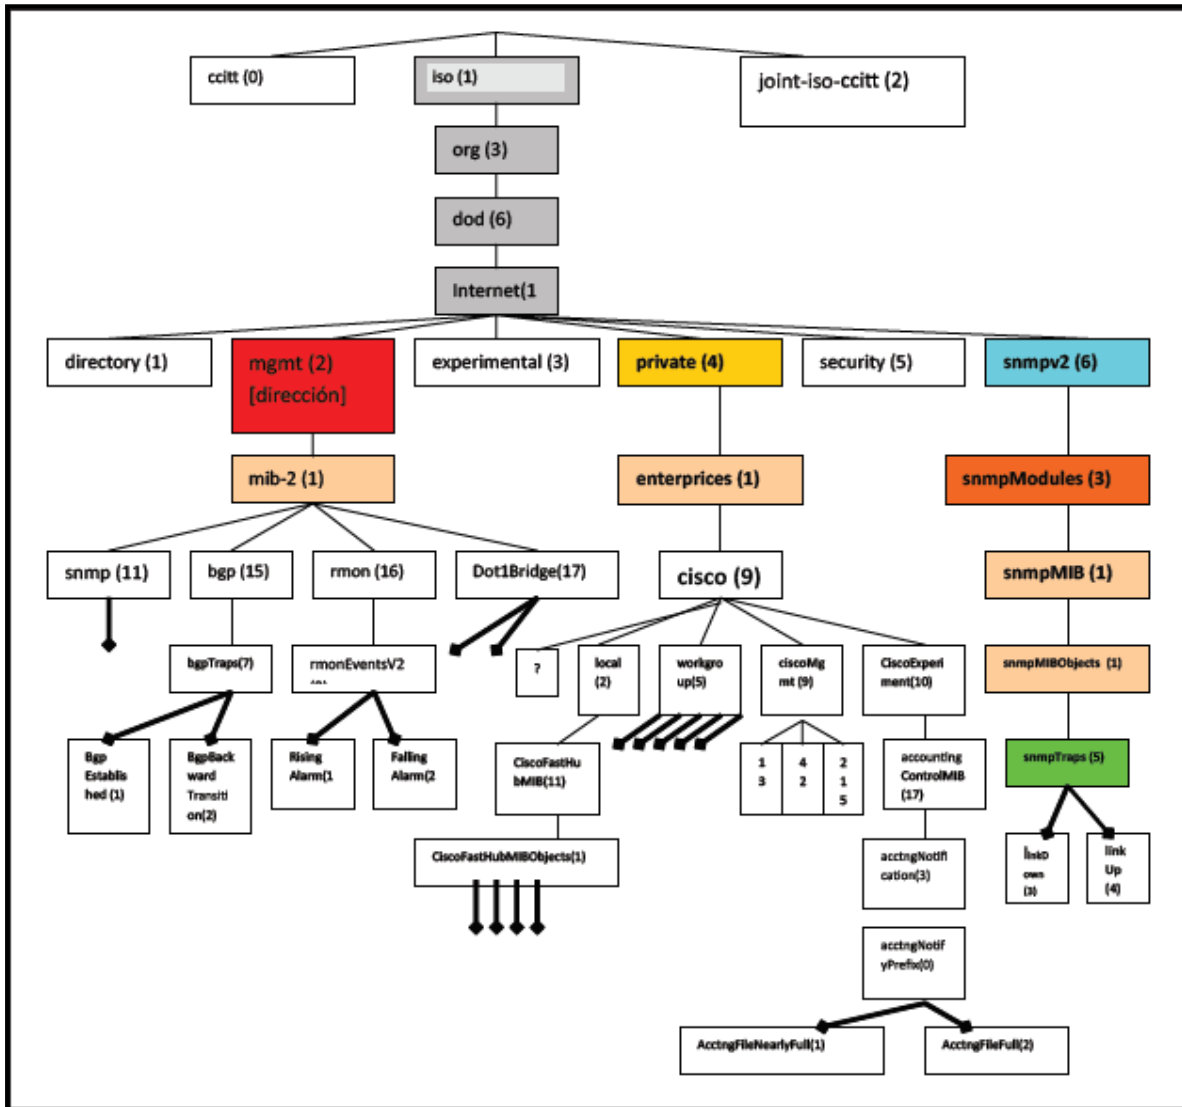 ccitt (0)
iso (1)
joint-iso-ccitt (2)
org (3)
dod (6)
Internet(1
directory (1)
mgmt (2)
[dirección]
experimental (3)
private (4)
security (5)
snmpv2 (6)
mib-2 (1)
enterprices (1)
snmpModules (3)
snmp (11)
bgp (15)
rmon (16)
Dot1Bridge(17)
cisco (9)
snmpMIB (1)
bgpTraps(7)
rmonEventsV2
?
local
(2)
workgro
up(5)
ciscoMg
mt (9)
CiscoExperi
ment(10)
snmpMIBObjects (1)
Bgp
Establis
hed (1)
BgpBack
ward
Transiti
on(2)
Rising
Alarm(1
Falling
Alarm(2
CiscoFastHu
bMIB(11)
1
3
4
2
2
1
5
accounting
ControlMIB
(17)
snmpTraps (5)
CiscoFastHubMIBObjects(1)
acctngNotifi
cation(3)
linkD
own
(3)
link
Up
(4)
acctngNotif
yPrefix(0)
AcctngFileNearlyFull(1)
AcctngFileFull(2)